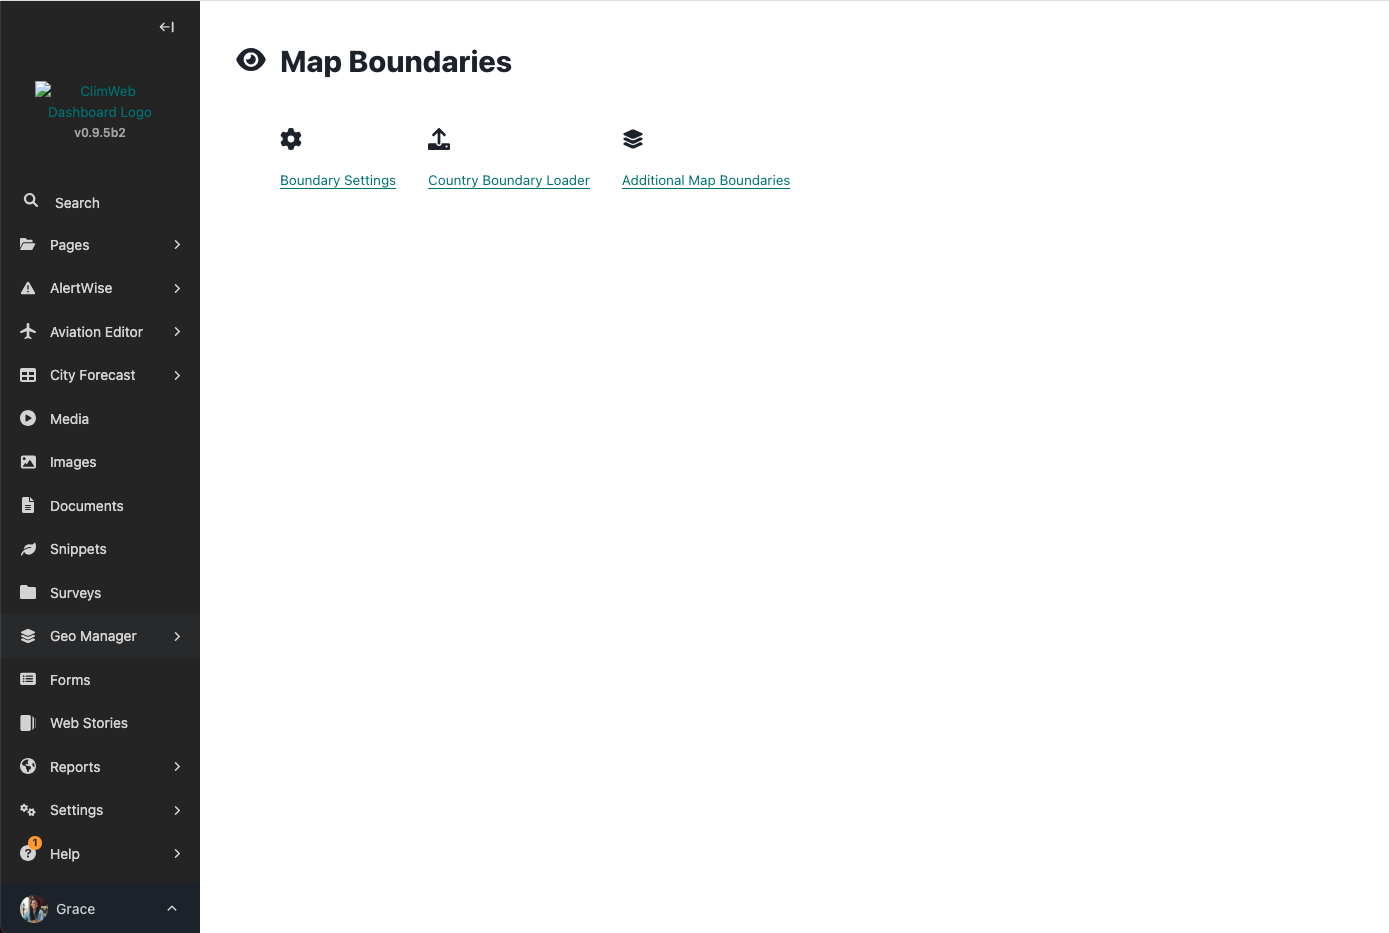 ClimWeb
Dashboard Logo
v0.9.5b2
Search
Pages
AlertWise
Aviation Editor
City Forecast
Media
Images
Documents
Snippets
Surveys
Geo Manager
Forms
Web Stories
Reports
Settings
1
Help
Grace
Map Boundaries
Boundary Settings
Country Boundary Loader
Additional Map Boundaries